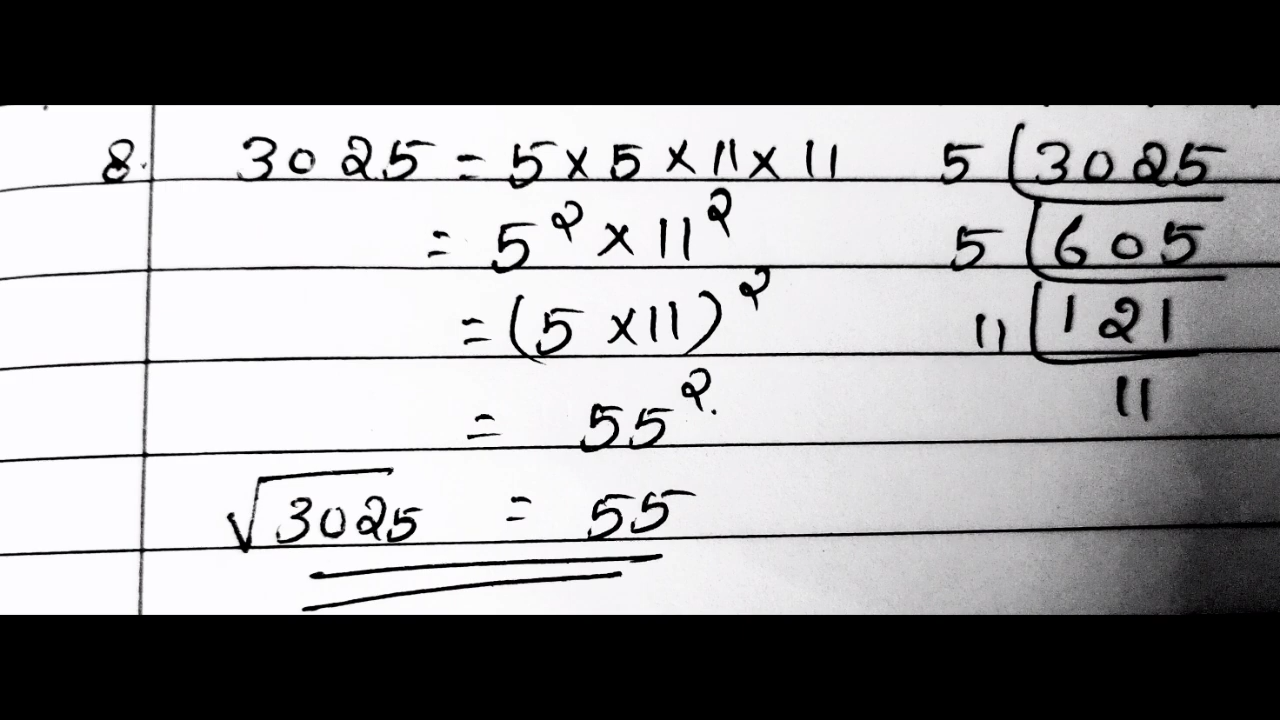 8. 3025 = 5 × 5 × 11 × 11 5 | 3025
= 5² × 11² 5 | 605
= (5 × 11)² 11 | 121
= 55². 11
√3025 = 55